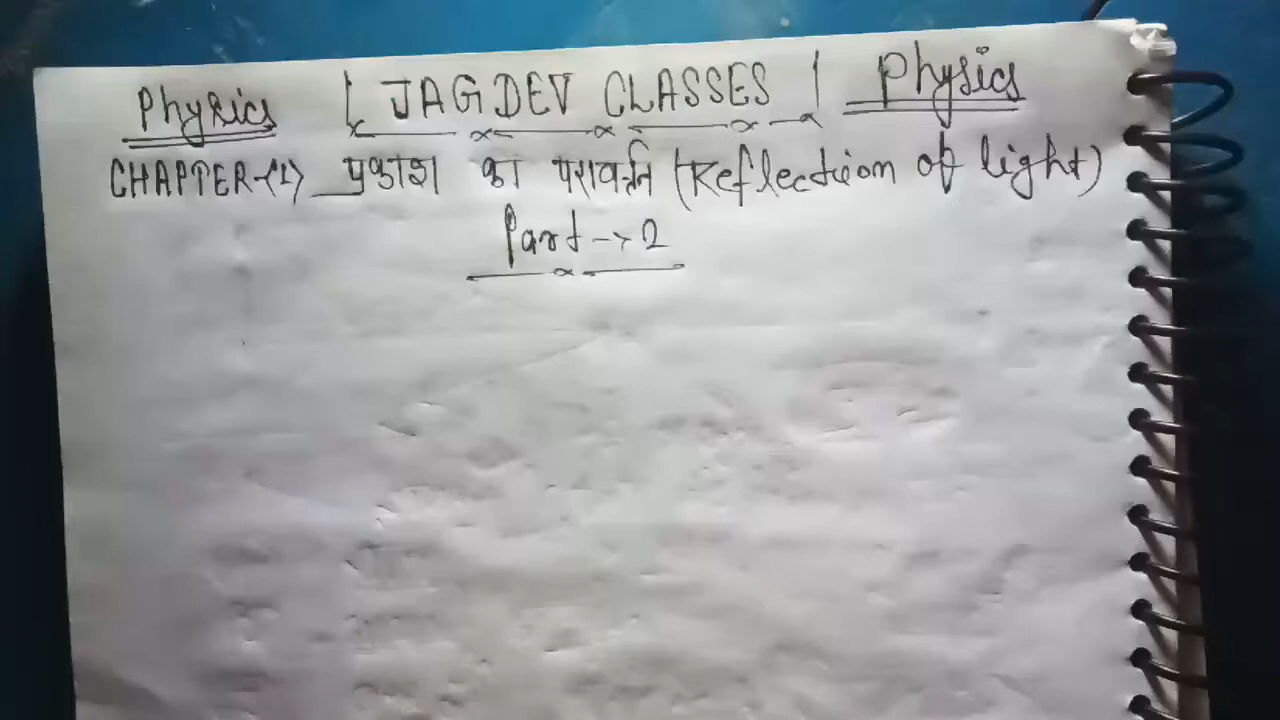 Physics [ JAGDEV CLASSES ] Physics
CHAPTER-(1) प्रकाश का परावर्तन (Reflection of light)
Part → 2